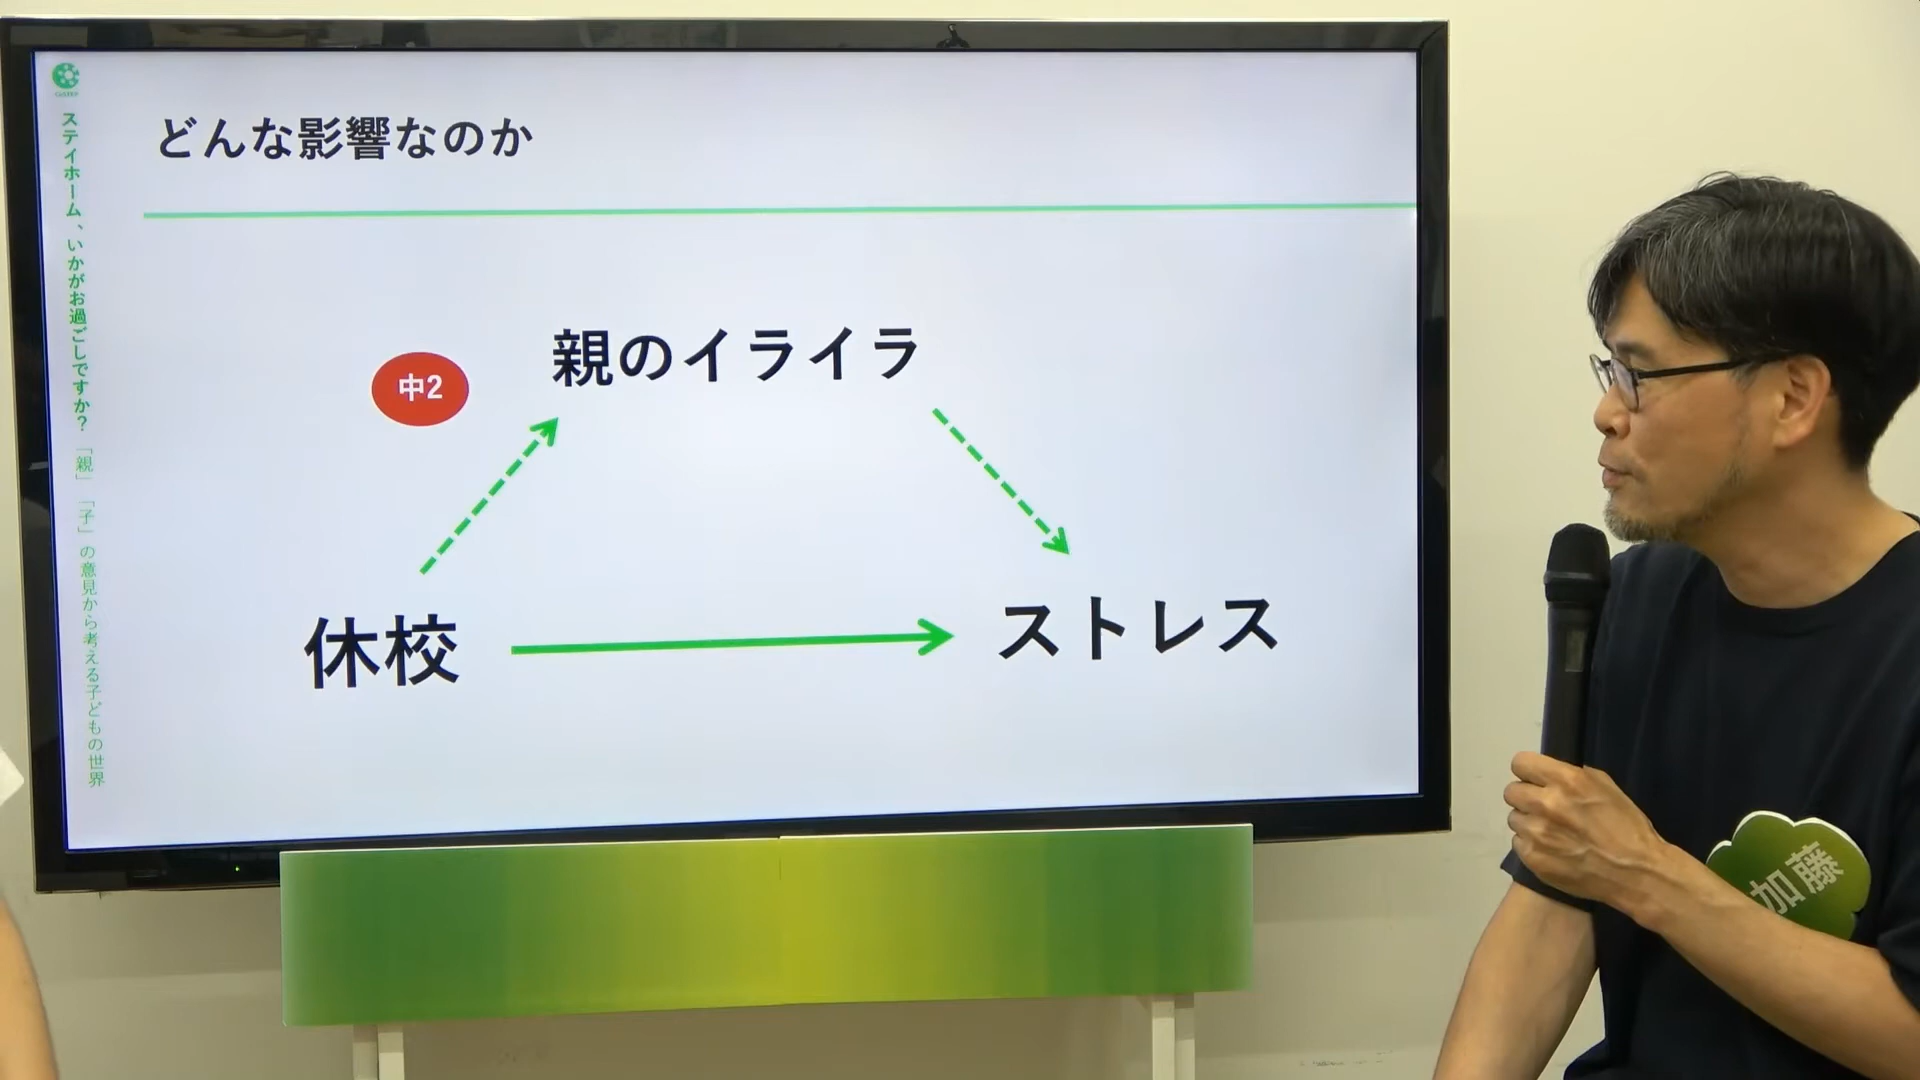 どんな影響なのか
ステイホーム、いかがお過ごしですか?「親」「子」の意見から考える子どもの世界
中2
親のイライラ
休校
ストレス
加藤